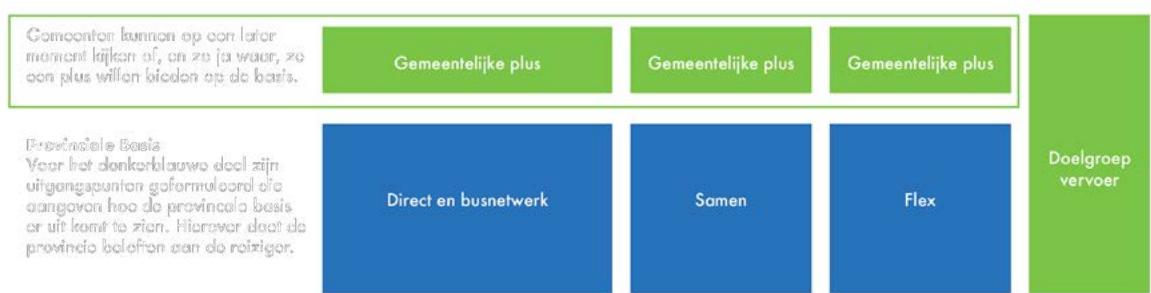 Gemeenten kunnen op een later
moment kijken of, en zo ja waar, ze
een plus willen bieden op de basis.
Gemeentelijke plus
Gemeentelijke plus
Gemeentelijke plus
Provinciale Basis
Voor het donkerblauwe deel zijn
uitgangspunten geformuleerd die
aangeven hoe de provinciale basis
er uit komt te zien. Hierover doet de
provincie beloften aan de reiziger.
Direct en busnetwerk
Samen
Flex
Doelgroep
vervoer